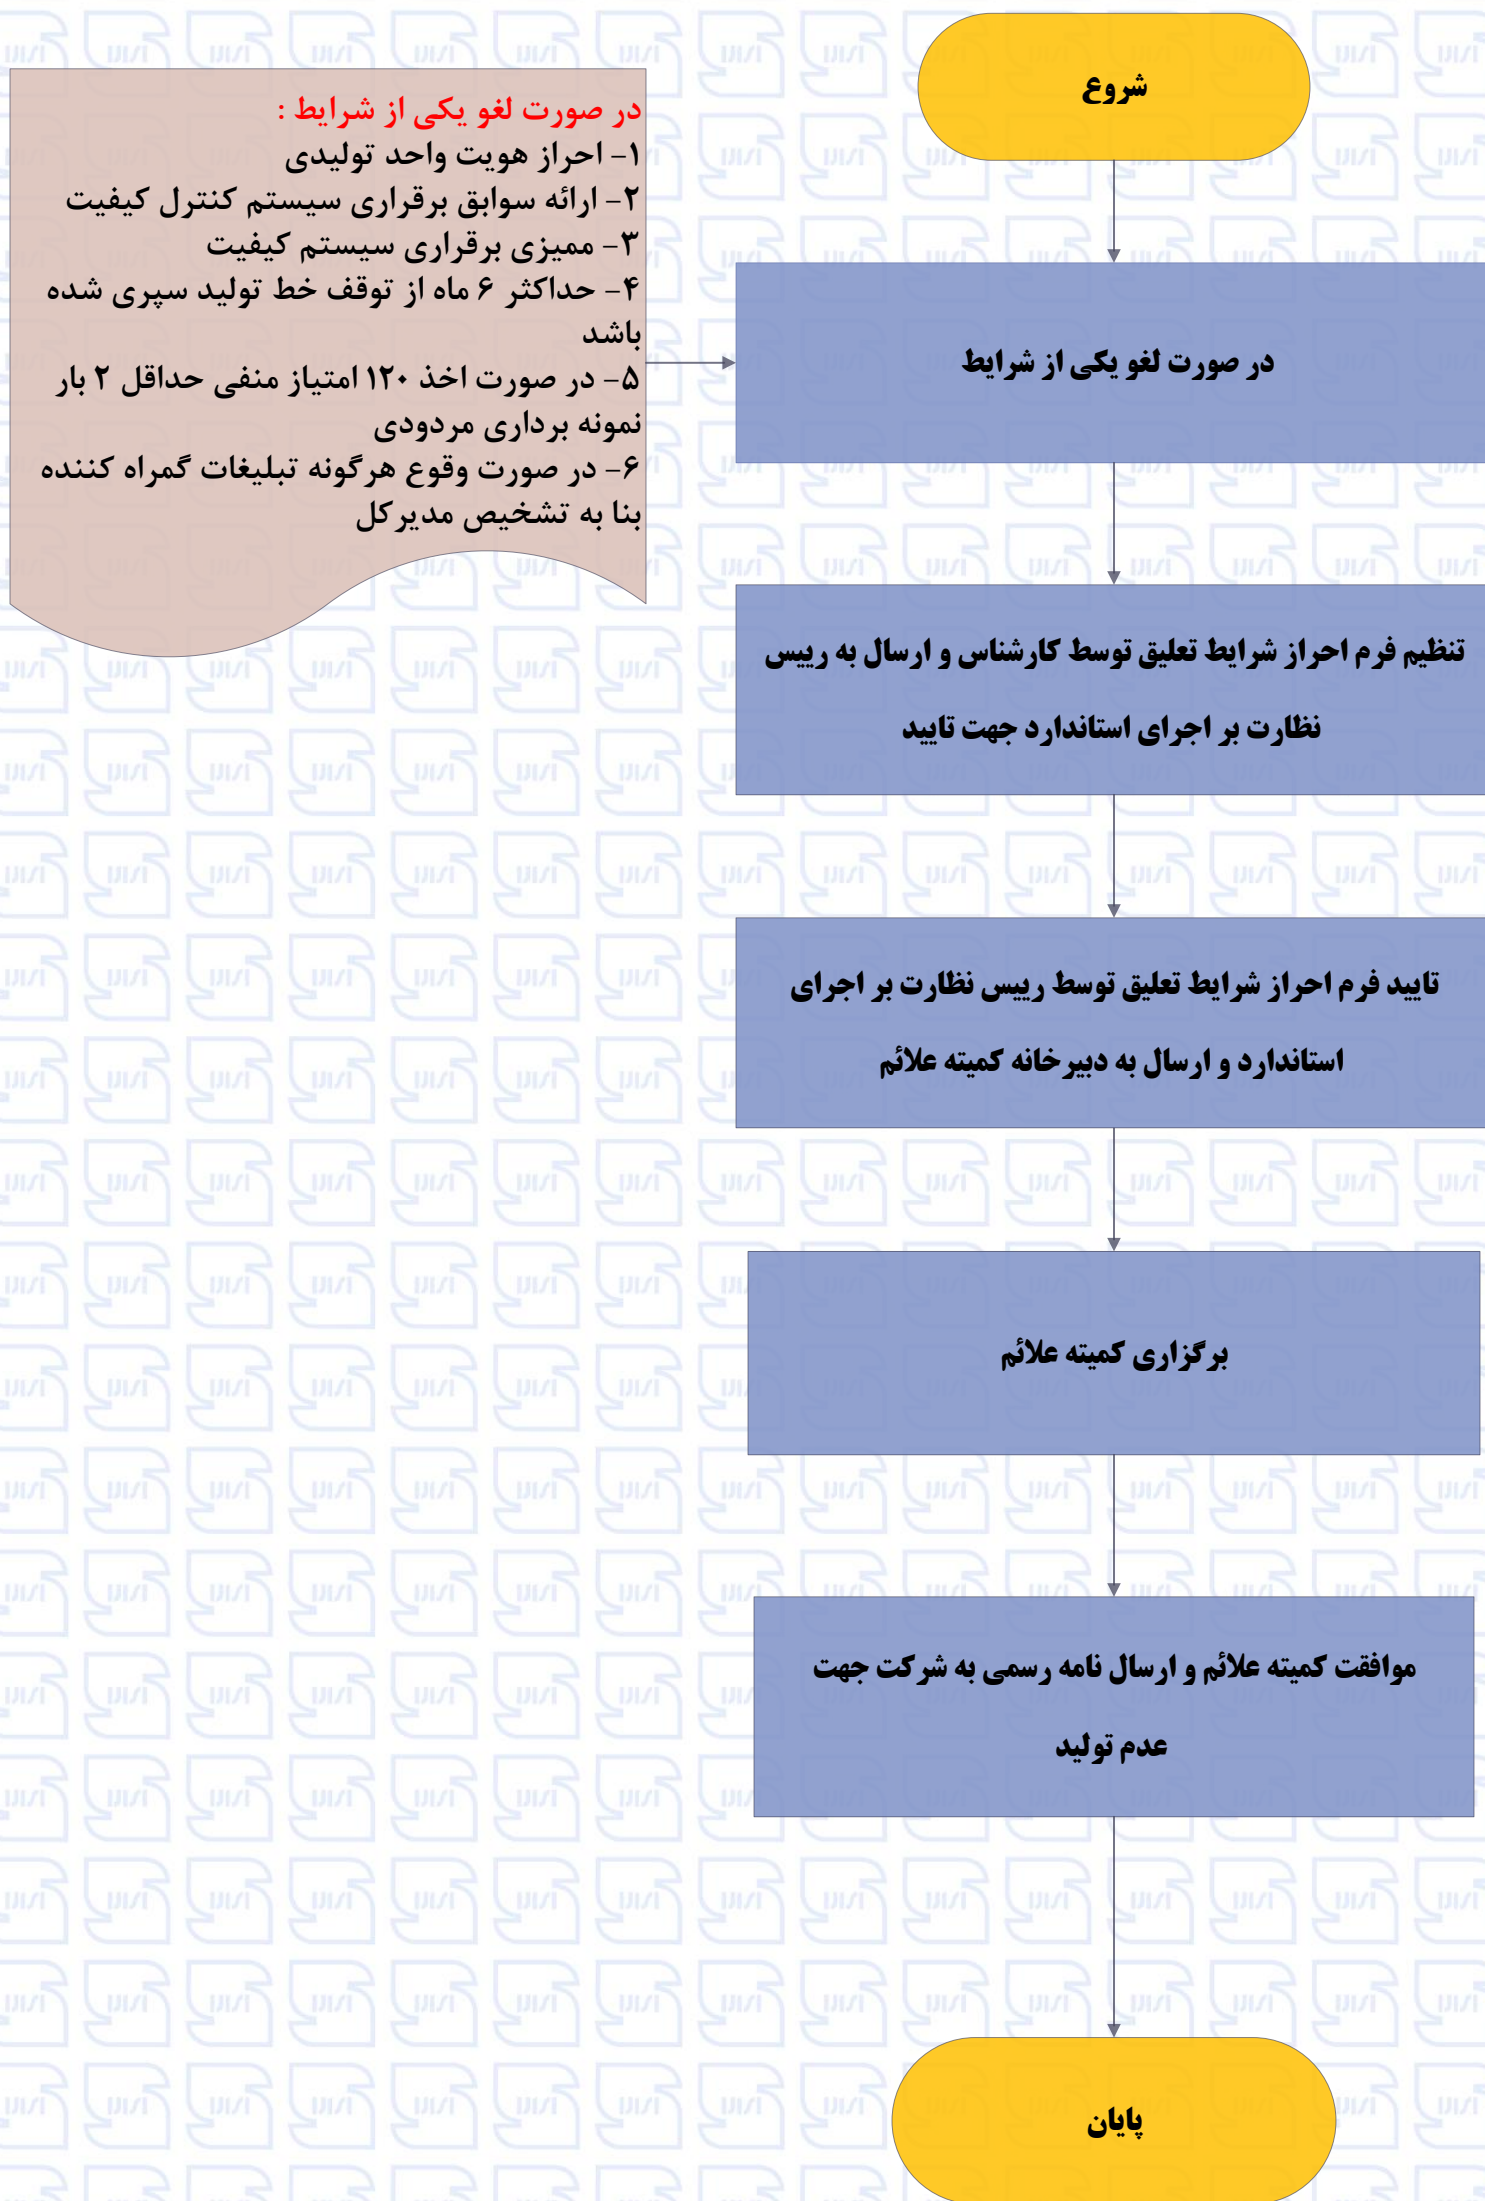 شروع
در صورت لغو یکی از شرایط :
۱- احراز هویت واحد تولیدی
۲- ارائه سوابق برقراری سیستم کنترل کیفیت
۳- ممیزی برقراری سیستم کیفیت
۴- حداکثر ۶ ماه از توقف خط تولید سپری شده
باشد
۵- در صورت اخذ ۱۲۰ امتیاز منفی حداقل ۲ بار
نمونه برداری مردودی
۶- در صورت وقوع هرگونه تبلیغات گمراه کننده
بنا به تشخیص مدیرکل
در صورت لغو یکی از شرایط
تنظیم فرم احراز شرایط تعلیق توسط کارشناس و ارسال به رییس
نظارت بر اجرای استاندارد جهت تایید
تایید فرم احراز شرایط تعلیق توسط رییس نظارت بر اجرای
استاندارد و ارسال به دبیرخانه کمیته علائم
برگزاری کمیته علائم
موافقت کمیته علائم و ارسال نامه رسمی به شرکت جهت
عدم تولید
پایان